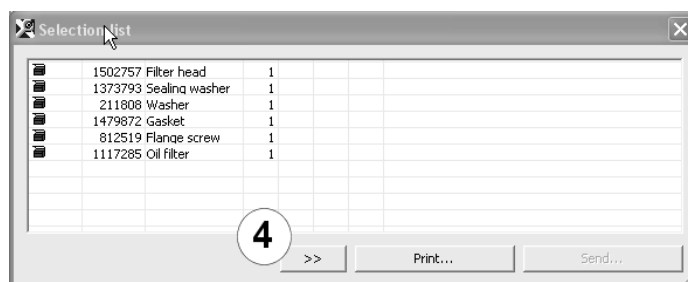 Selection list
1502757 Filter head 1
1373793 Sealing washer 1
211808 Washer 1
1479872 Gasket 1
812519 Flange screw 1
1117285 Oil filter 1
4
>> Print... Send...